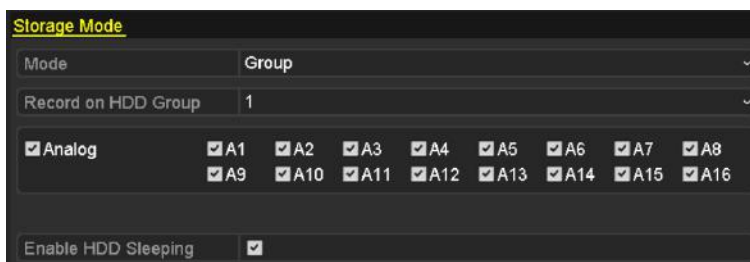 Storage Mode
Mode Group
Record on HDD Group 1
Analog A1 A2 A3 A4 A5 A6 A7 A8
A9 A10 A11 A12 A13 A14 A15 A16
Enable HDD Sleeping